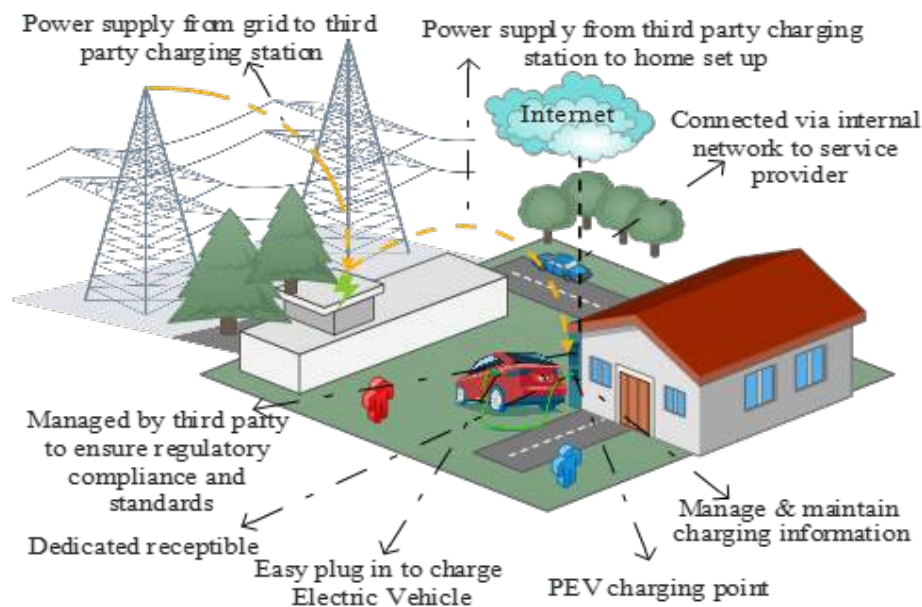 Power supply from grid to third
party charging station
Power supply from third party charging
station to home set up
Internet
Connected via internal
network to service
provider
Managed by third party
to ensure regulatory
compliance and
standards
Dedicated receptible
Easy plug in to charge
Electric Vehicle
PEV charging point
Manage & maintain
charging information